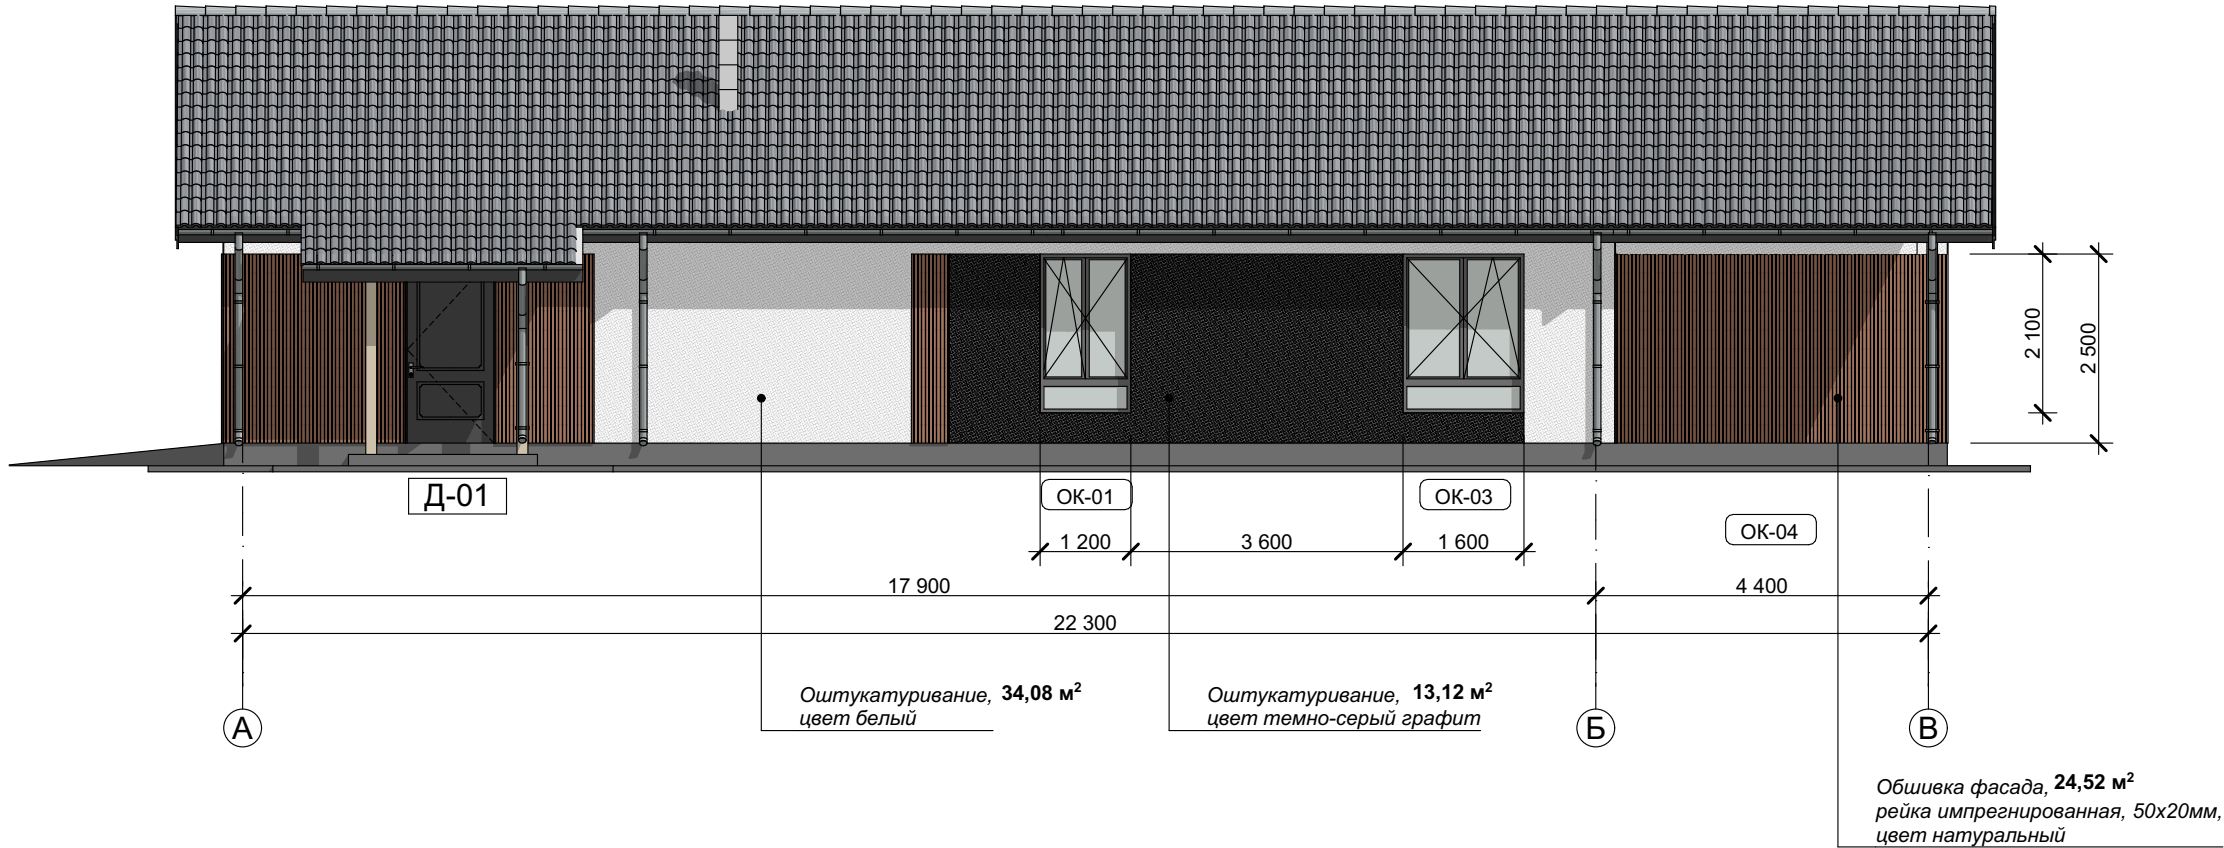 2 100
2 500
Д-01
ОК-01
ОК-03
ОК-04
1 200
3 600
1 600
17 900
4 400
22 300
Оштукатуривание, 34,08 м²
цвет белый
Оштукатуривание, 13,12 м²
цвет темно-серый графит
А
Б
В
Обшивка фасада, 24,52 м²
рейка импрегнированная, 50х20мм,
цвет натуральный